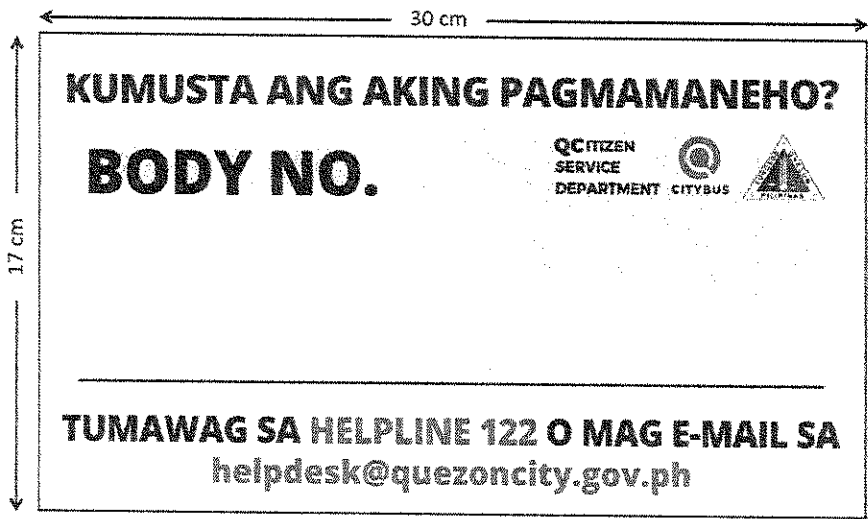 30 cm
17 cm
KUMUSTA ANG AKING PAGMAMANEHO?
BODY NO.
QCITIZEN
SERVICE
DEPARTMENT
CITYBUS
PILIPINAS
TUMAWAG SA HELPLINE 122 O MAG E-MAIL SA
helpdesk@quezoncity.gov.ph